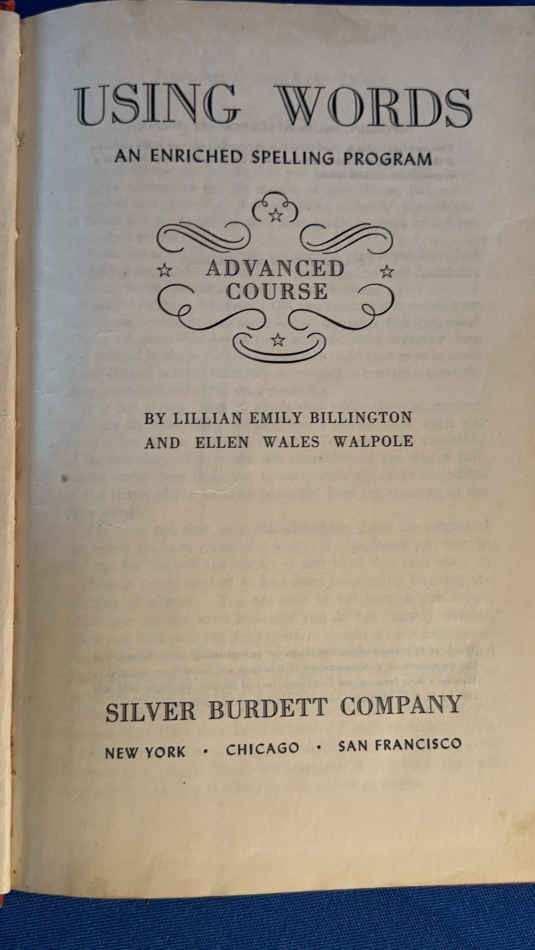 USING WORDS
AN ENRICHED SPELLING PROGRAM
ADVANCED
COURSE
BY LILLIAN EMILY BILLINGTON
AND ELLEN WALES WALPOLE
SILVER BURDETT COMPANY
NEW YORK · CHICAGO · SAN FRANCISCO